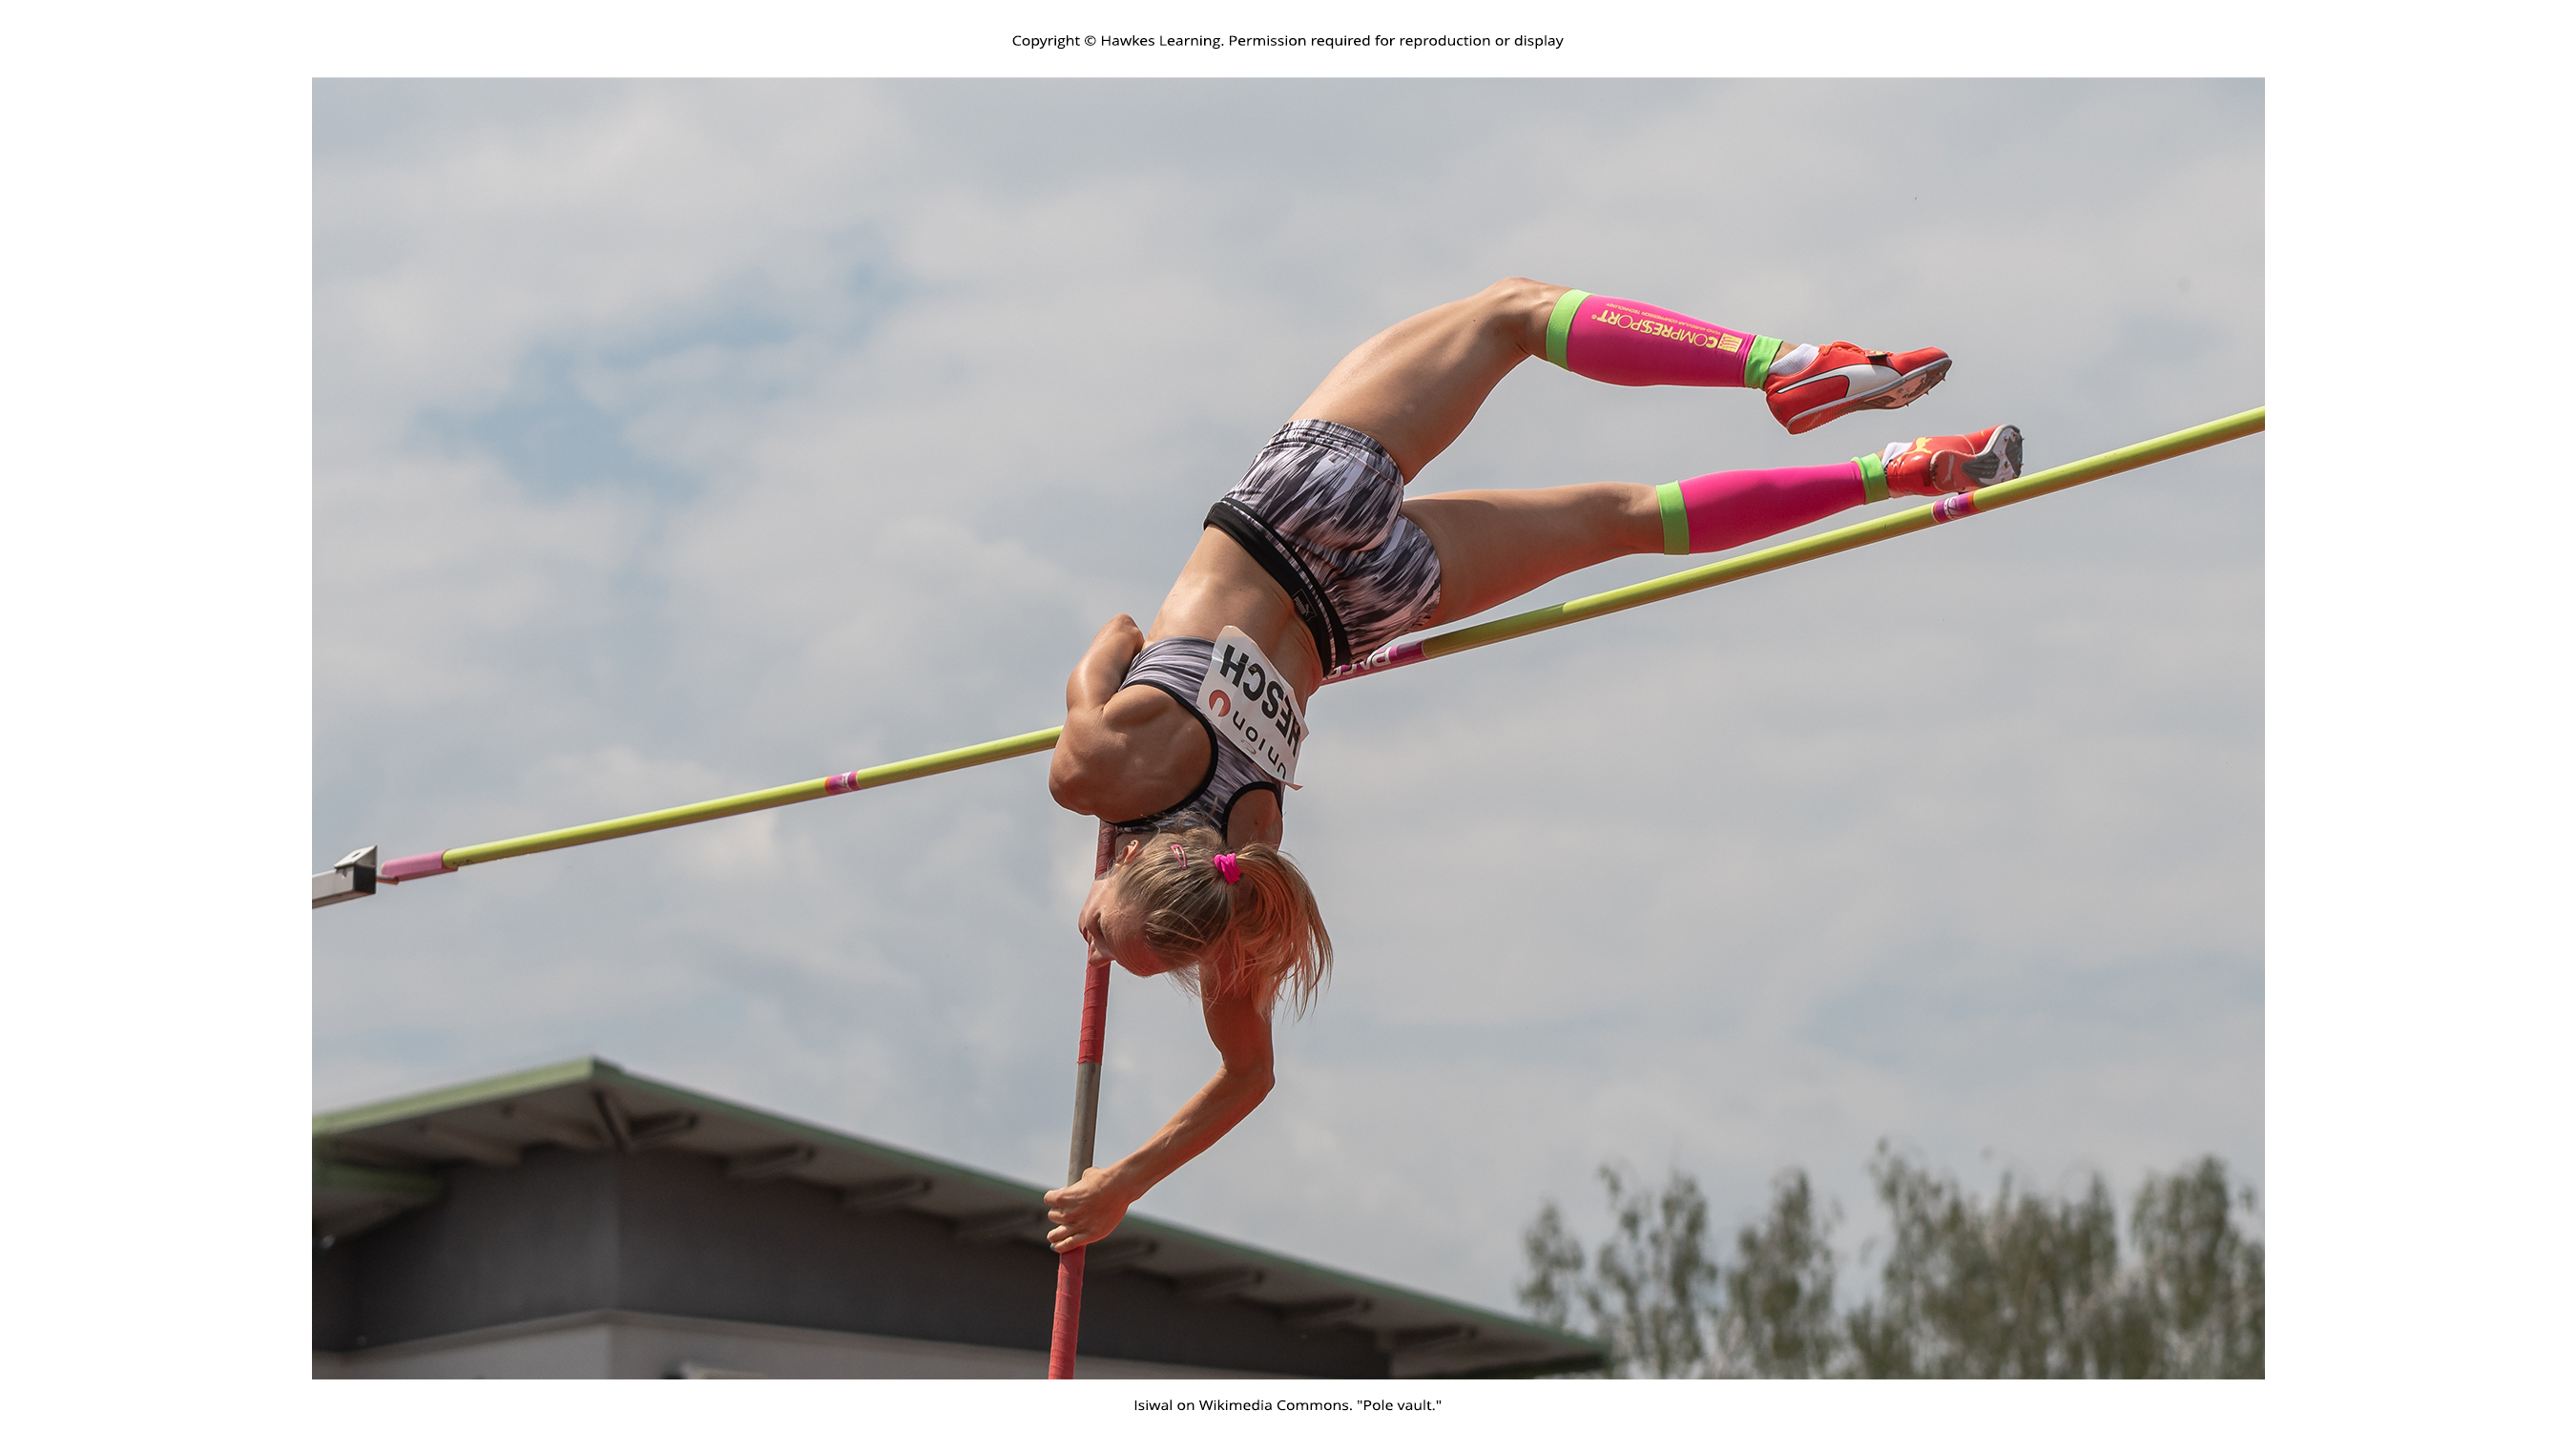 Copyright © Hawkes Learning. Permission required for reproduction or display
COMPRESSPORT
HESCH
union
Isiwal on Wikimedia Commons. "Pole vault."